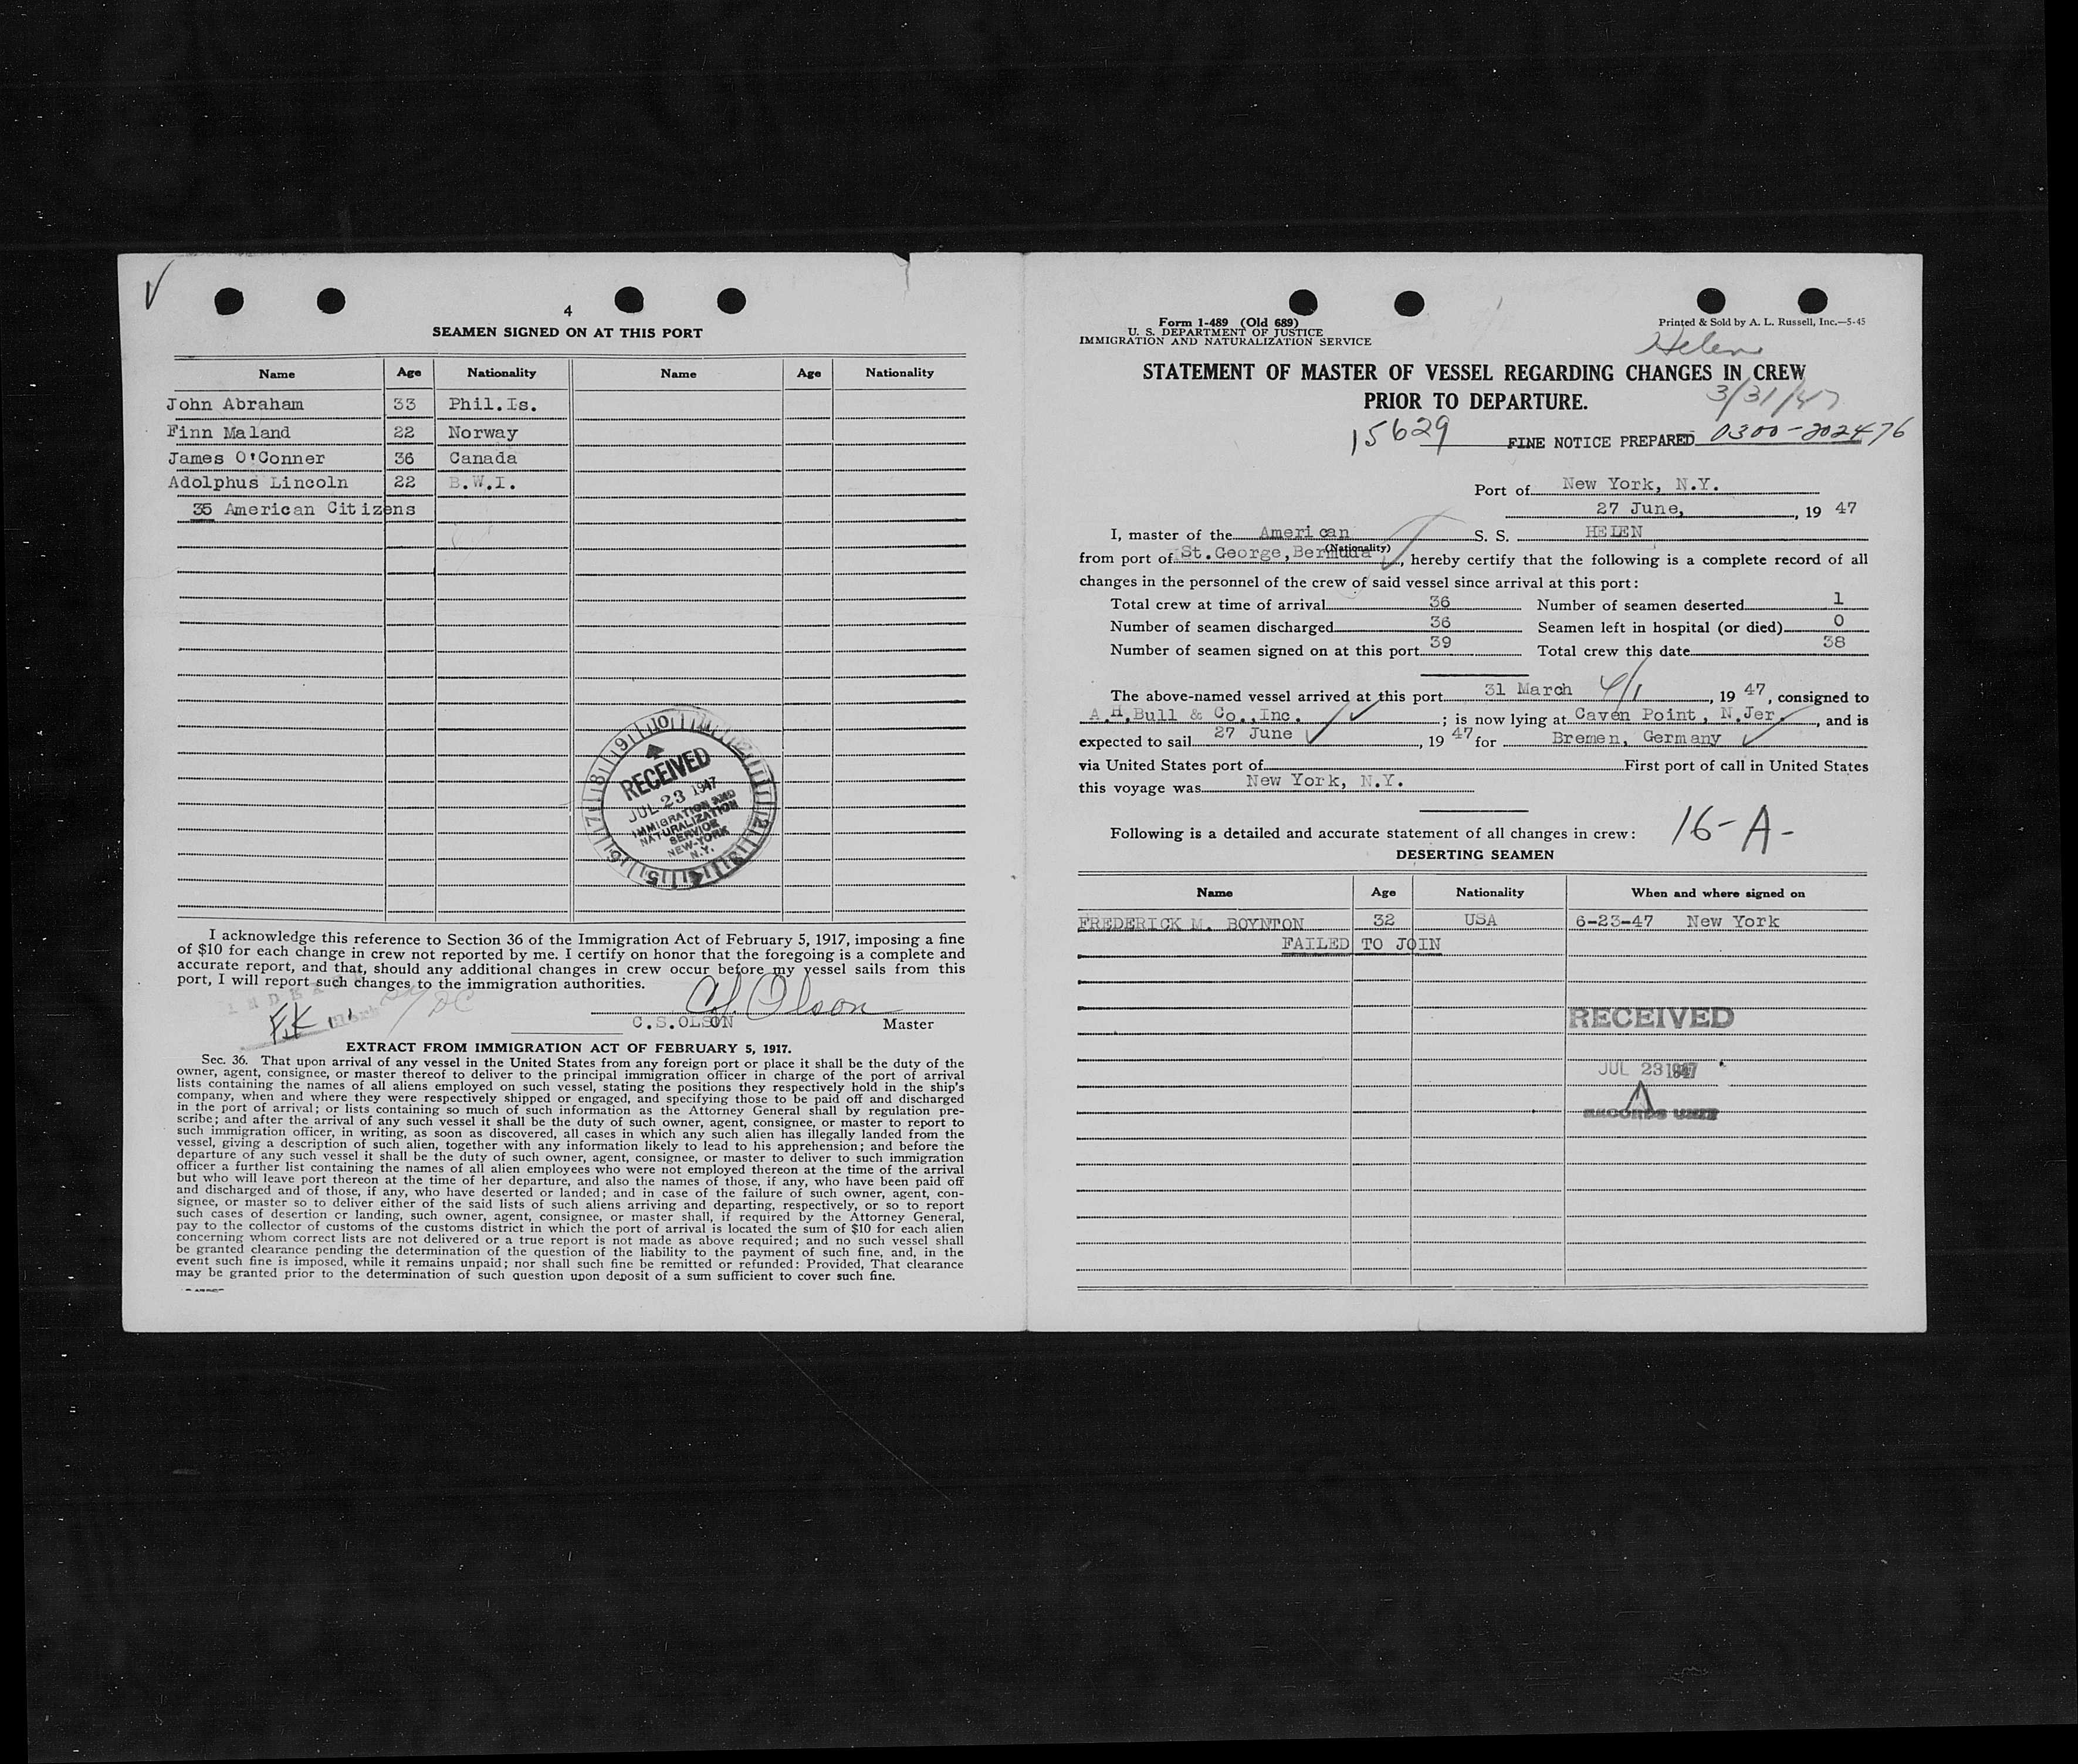 4
SEAMEN SIGNED ON AT THIS PORT
Name Age Nationality Name Age Nationality
John Abraham 33 Phil.Is.
Finn Maland 22 Norway
James O'Conner 36 Canada
Adolphus Lincoln 22 B.W.I.
35 American Citizens
10 11 12 1 2 3 4 5 6 7 8 9
RECEIVED
JUL 23 1947
IMMIGRATION AND
NATURALIZATION
SERVICE
NEW-YORK
N.Y.
I acknowledge this reference to Section 36 of the Immigration Act of February 5, 1917, imposing a fine
of $10 for each change in crew not reported by me. I certify on honor that the foregoing is a complete and
accurate report, and that, should any additional changes in crew occur before my vessel sails from this
port, I will report such changes to the immigration authorities.
C.S. Olson
C.S.OLSON Master
EXTRACT FROM IMMIGRATION ACT OF FEBRUARY 5, 1917.
Sec. 36. That upon arrival of any vessel in the United States from any foreign port or place it shall be the duty of the
owner, agent, consignee, or master thereof to deliver to the principal immigration officer in charge of the port of arrival
lists containing the names of all aliens employed on such vessel, stating the positions they respectively hold in the ship's
company, when and where they were respectively shipped or engaged, and specifying those to be paid off and discharged
in the port of arrival; or lists containing so much of such information as the Attorney General shall by regulation pre-
scribe; and after the arrival of any such vessel it shall be the duty of such owner, agent, consignee, or master to report to
such immigration officer, in writing, as soon as discovered, all cases in which any such alien has illegally landed from the
vessel, giving a description of such alien, together with any information likely to lead to his apprehension; and before the
departure of any such vessel it shall be the duty of such owner, agent, consignee, or master to deliver to such immigration
officer a further list containing the names of all alien employees who were not employed thereon at the time of the arrival
but who will leave port thereon at the time of her departure, and also the names of those, if any, who have been paid off
and discharged and of those, if any, who have deserted or landed; and in case of the failure of such owner, agent, con-
signee, or master so to deliver either of the said lists of such aliens arriving and departing, respectively, or so to report
such cases of desertion or landing, such owner, agent, consignee, or master shall, if required by the Attorney General,
pay to the collector of customs of the customs district in which the port of arrival is located the sum of $10 for each alien
concerning whom correct lists are not delivered or a true report is not made as above required; and no such vessel shall
be granted clearance pending the determination of the question of the liability to the payment of such fine, and, in the
event such fine is imposed, while it remains unpaid; nor shall such fine be remitted or refunded: Provided, That clearance
may be granted prior to the determination of such question upon deposit of a sum sufficient to cover such fine.
Form I-489 (Old 689)
U. S. DEPARTMENT OF JUSTICE
IMMIGRATION AND NATURALIZATION SERVICE
Printed & Sold by A. L. Russell, Inc.—5-45
Helen
STATEMENT OF MASTER OF VESSEL REGARDING CHANGES IN CREW
PRIOR TO DEPARTURE.
3/31/47
15629 FINE NOTICE PREPARED 0300-202476
Port of New York, N.Y.
27 June, , 19 47
I, master of the American S. S. HELEN
(Nationality)
from port of St.George, Bermuda , hereby certify that the following is a complete record of all
changes in the personnel of the crew of said vessel since arrival at this port:
Total crew at time of arrival 36 Number of seamen deserted 1
Number of seamen discharged 36 Seamen left in hospital (or died) 0
Number of seamen signed on at this port 39 Total crew this date 38
The above-named vessel arrived at this port 31 March 4/1 , 19 47, consigned to
A.H.Bull & Co.,Inc. ; is now lying at Caven Point, N.Jer. , and is
expected to sail 27 June , 19 47 for Bremen, Germany
via United States port of First port of call in United States
this voyage was New York, N.Y.
Following is a detailed and accurate statement of all changes in crew: 16-A-
DESERTING SEAMEN
Name Age Nationality When and where signed on
FREDERICK M. BOYNTON 32 USA 6-23-47 New York
FAILED TO JOIN
RECEIVED
JUL 23 1947
RECORDS UNIT